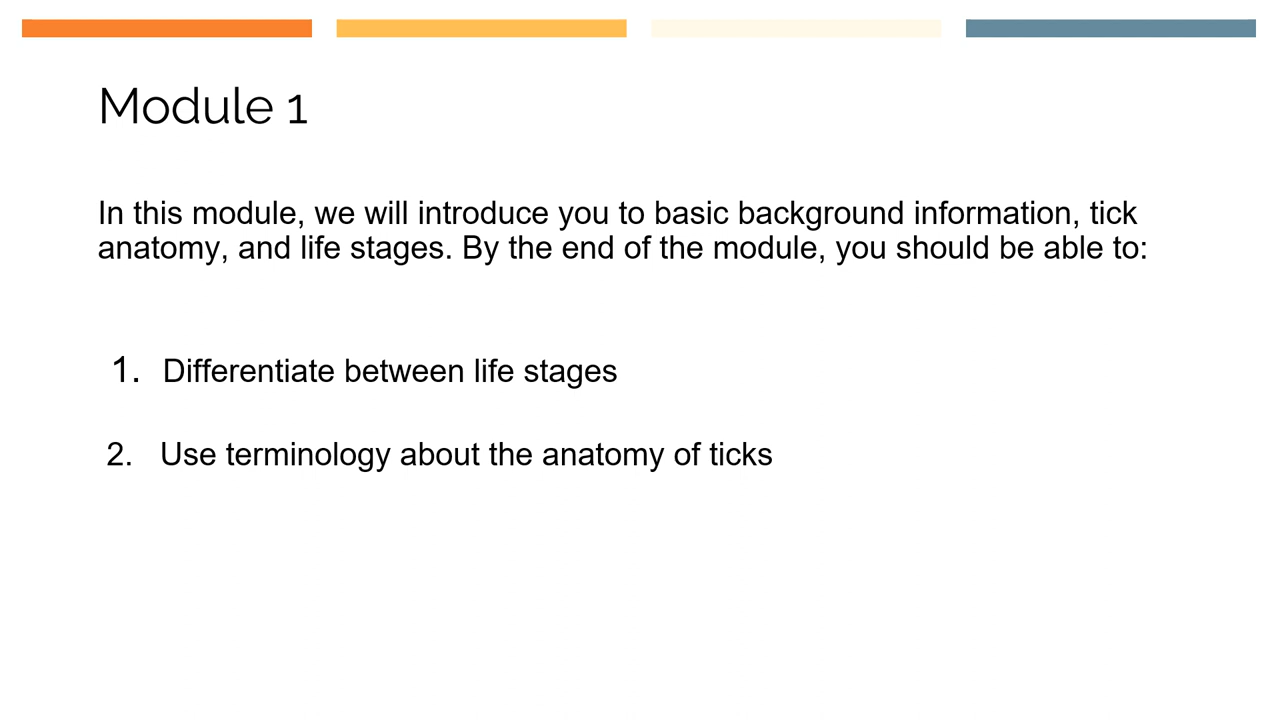 Module 1
In this module, we will introduce you to basic background information, tick
anatomy, and life stages. By the end of the module, you should be able to:
1. Differentiate between life stages
2. Use terminology about the anatomy of ticks